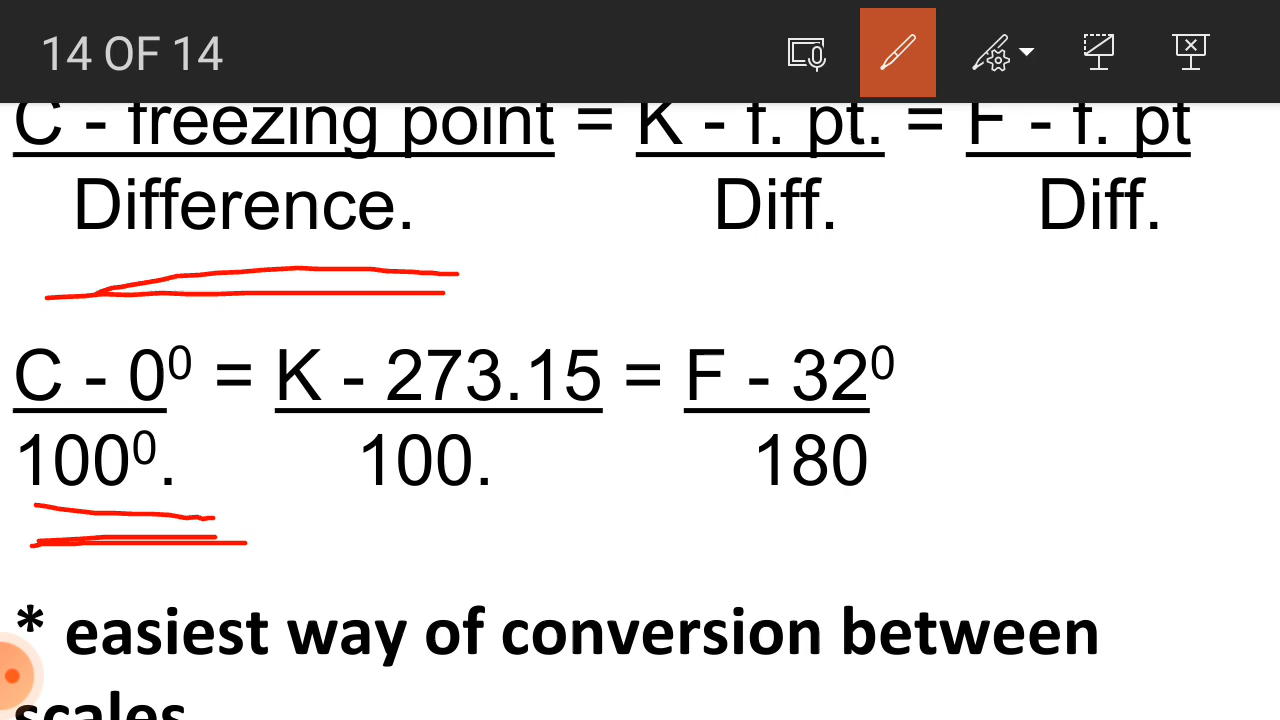 14 OF 14
C - freezing point = K - f. pt. = F - f. pt
Difference. Diff. Diff.
C - 0⁰ = K - 273.15 = F - 32⁰
100⁰. 100. 180
* easiest way of conversion between
scales